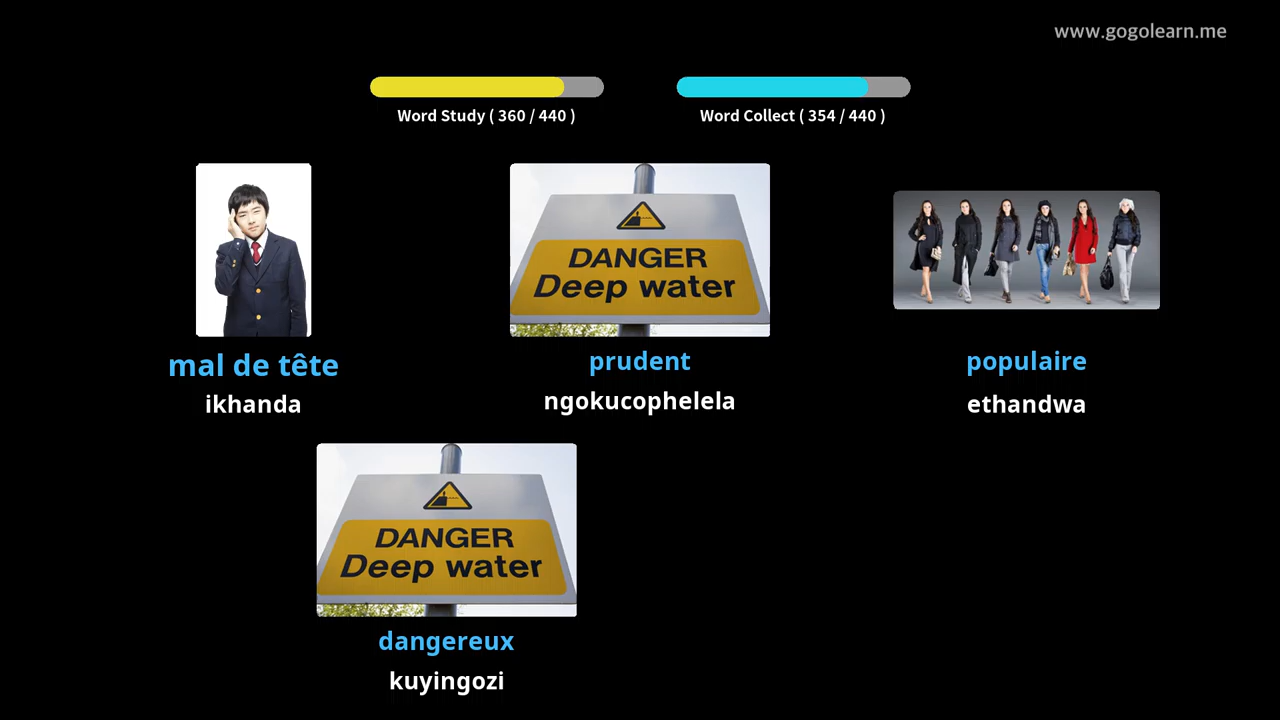 www.gogolearn.me
Word Study ( 360 / 440 )
Word Collect ( 354 / 440 )
DANGER
Deep water
mal de tête
ikhanda
prudent
ngokucophelela
populaire
ethandwa
DANGER
Deep water
dangereux
kuyingozi